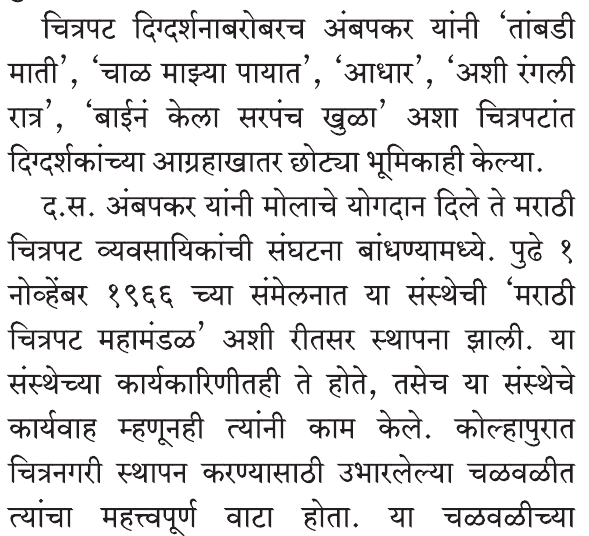 चित्रपट दिग्दर्शनाबरोबरच अंबपकर यांनी ‘तांबडी
माती’, ‘चाळ माझ्या पायात’, ‘आधार’, ‘अशी रंगली
रात्र’, ‘बाईनं केला सरपंच खुळा’ अशा चित्रपटांत
दिग्दर्शकांच्या आग्रहाखातर छोट्या भूमिकाही केल्या.
द.स. अंबपकर यांनी मोलाचे योगदान दिले ते मराठी
चित्रपट व्यवसायिकांची संघटना बांधण्यामध्ये. पुढे १
नोव्हेंबर १९६६ च्या संमेलनात या संस्थेची ‘मराठी
चित्रपट महामंडळ’ अशी रीतसर स्थापना झाली. या
संस्थेच्या कार्यकारिणीतही ते होते, तसेच या संस्थेचे
कार्यवाह म्हणूनही त्यांनी काम केले. कोल्हापुरात
चित्रनगरी स्थापन करण्यासाठी उभारलेल्या चळवळीत
त्यांचा महत्त्वपूर्ण वाटा होता. या चळवळीच्या